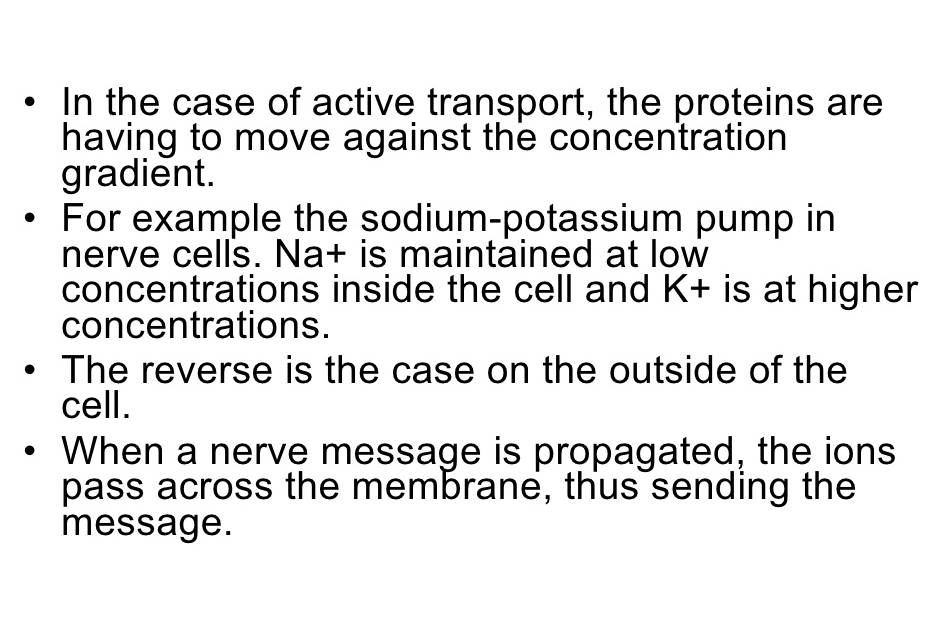 • In the case of active transport, the proteins are
having to move against the concentration
gradient.
• For example the sodium-potassium pump in
nerve cells. Na+ is maintained at low
concentrations inside the cell and K+ is at higher
concentrations.
• The reverse is the case on the outside of the
cell.
• When a nerve message is propagated, the ions
pass across the membrane, thus sending the
message.